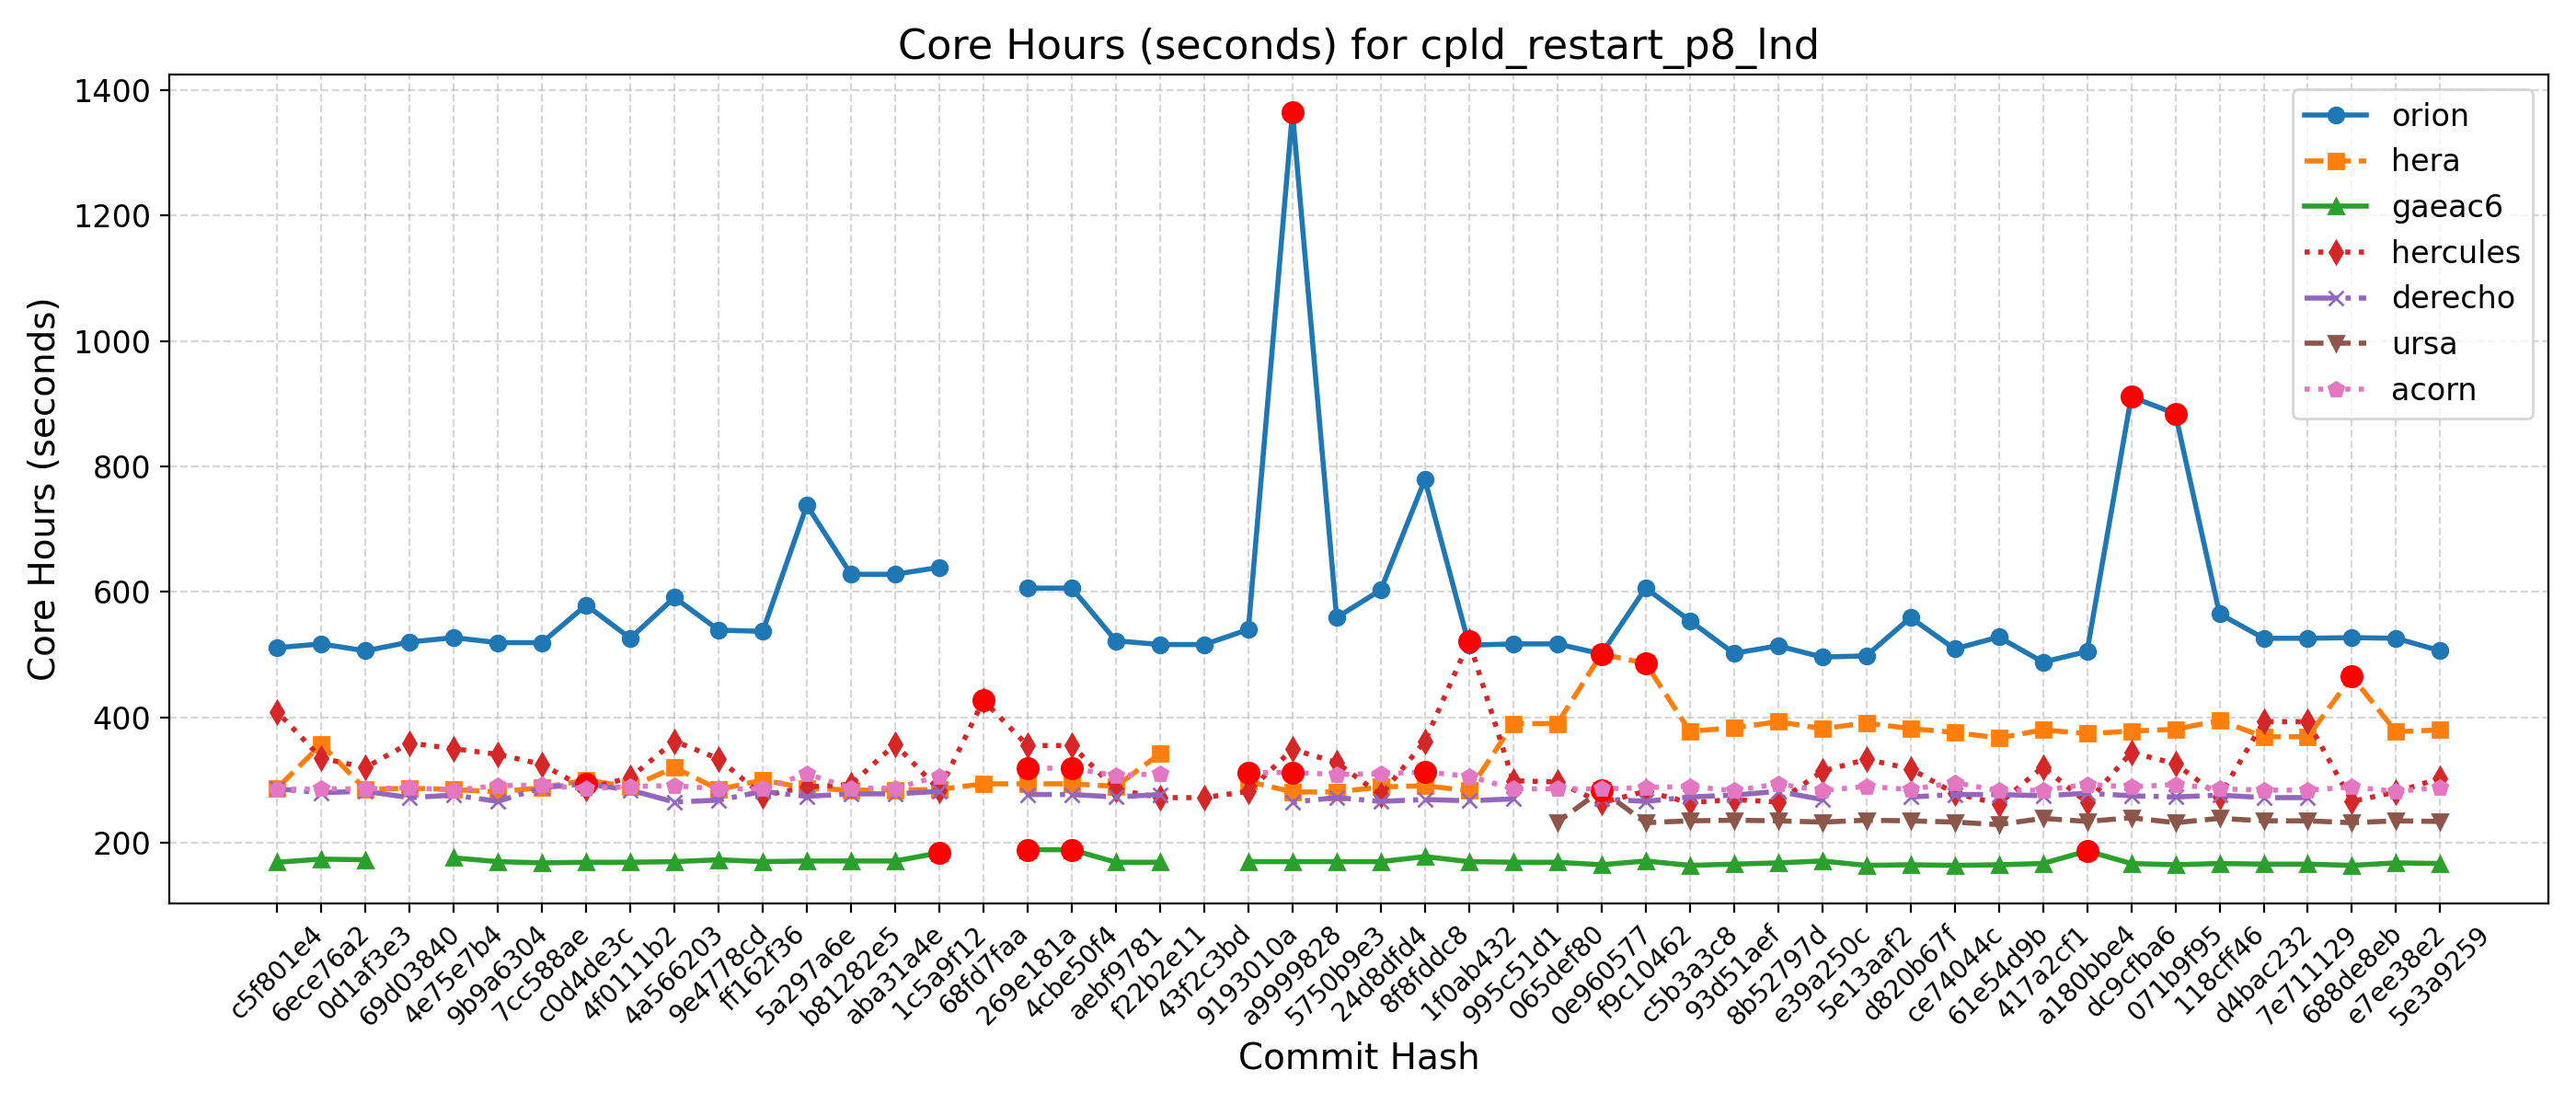 Core Hours (seconds) for cpld_restart_p8_lnd
Core Hours (seconds)
1400
1200
1000
800
600
400
200
orion
hera
gaeac6
hercules
derecho
ursa
acorn
c5f801e4
6ece76a2
0d1af3e3
69d03840
4e75e7b4
9b9a6304
7cc588ae
c0d4de3c
4f0111b2
4a566203
9e4778cd
ff162f36
5a297a6e
b81282e5
aba31a4e
1c5a9f12
68fd7faa
269e181a
4cbe50f4
aebf9781
f22b2e11
43f2c3bd
9193010a
a9999828
5750b9e3
24d8dfd4
8f8fddc8
1f0ab432
995c51d1
065def80
0e960577
f9c10462
c5b3a3c8
93d51aef
8b52797d
e39a250c
5e13aaf2
d820b67f
ce74044c
61e54d9b
417a2cf1
a180bbe4
dc9cfba6
071b9f95
118cff46
d4bac232
7e711129
688de8eb
e7ee38e2
5e3a9259
Commit Hash